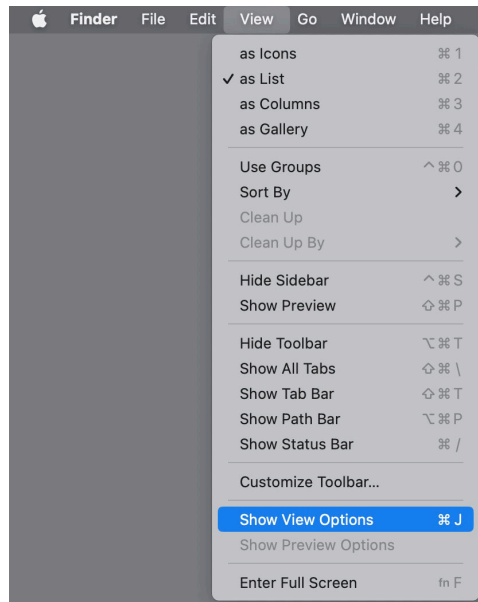 Finder File Edit View Go Window Help
as Icons ⌘ 1
✓ as List ⌘ 2
as Columns ⌘ 3
as Gallery ⌘ 4
Use Groups ^ ⌘ 0
Sort By >
Clean Up
Clean Up By >
Hide Sidebar ^ ⌘ S
Show Preview ⇧ ⌘ P
Hide Toolbar ⌥ ⌘ T
Show All Tabs ⇧ ⌘ \
Show Tab Bar ⇧ ⌘ T
Show Path Bar ⌥ ⌘ P
Show Status Bar ⌘ /
Customize Toolbar...
Show View Options ⌘ J
Show Preview Options
Enter Full Screen fn F